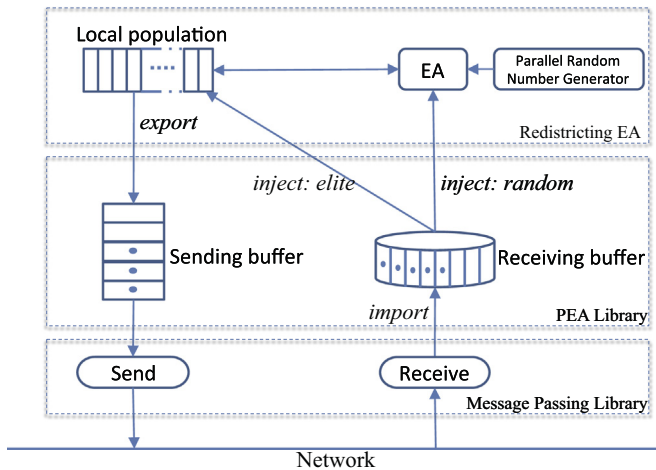 Local population
EA
Parallel Random
Number Generator
export
Redistricting EA
inject: elite
inject: random
Sending buffer
Receiving buffer
import
PEA Library
Send
Receive
Message Passing Library
Network